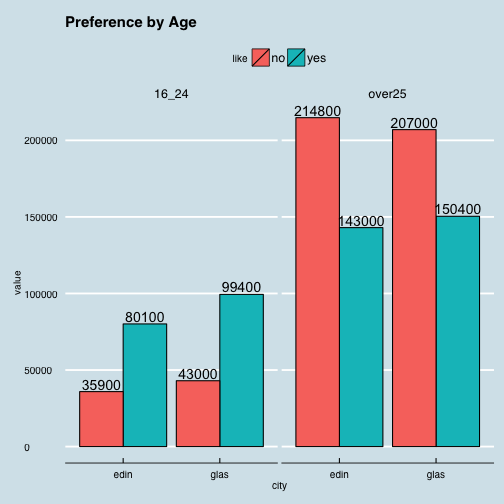 Preference by Age
like no yes
16_24 over25
214800
207000
200000
150400
150000
143000
99400
100000
80100
50000
43000
35900
0
value
edin glas edin glas
city